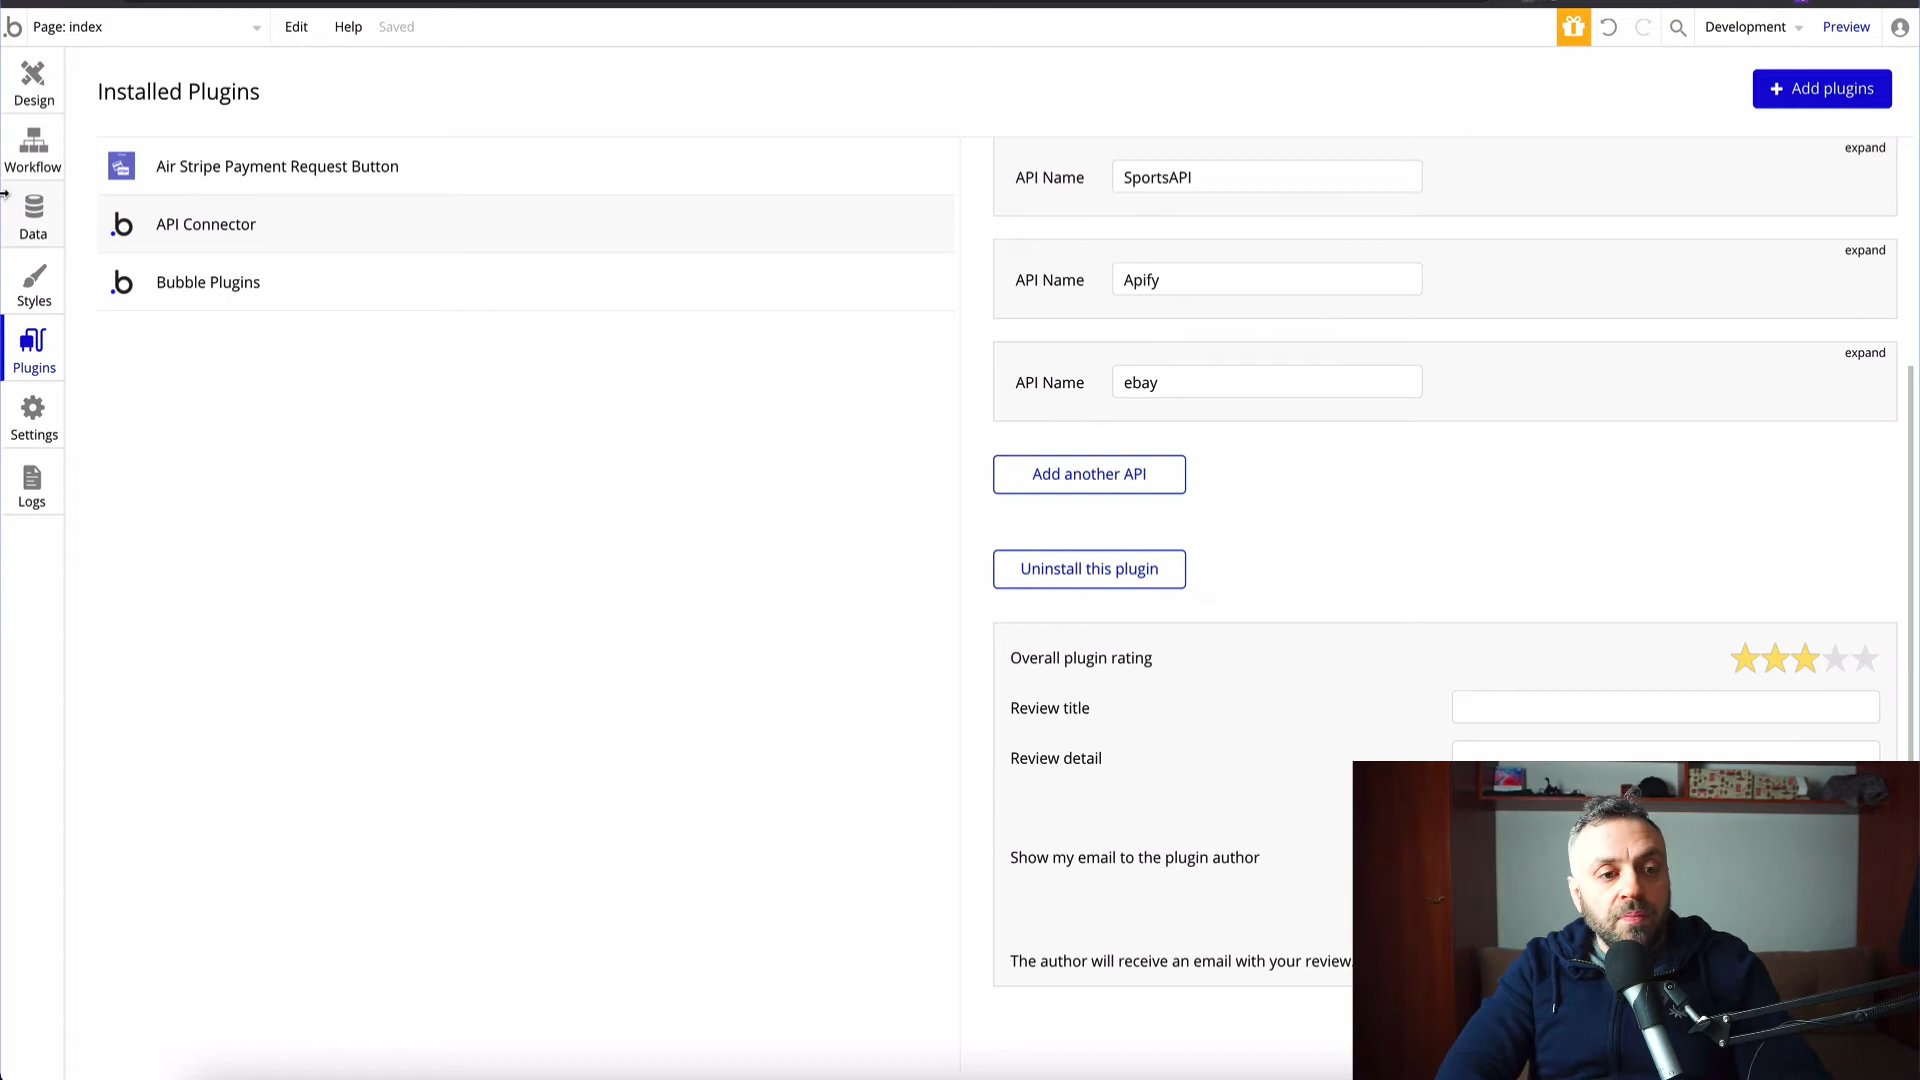 .b Page: index Edit Help Saved Development Preview
Design
Workflow
Data
Styles
Plugins
Settings
Logs
Installed Plugins
Add plugins
Air Stripe Payment Request Button
.b API Connector
.b Bubble Plugins
expand
API Name SportsAPI
expand
API Name Apify
expand
API Name ebay
Add another API
Uninstall this plugin
Overall plugin rating
Review title
Review detail
Show my email to the plugin author
The author will receive an email with your review.